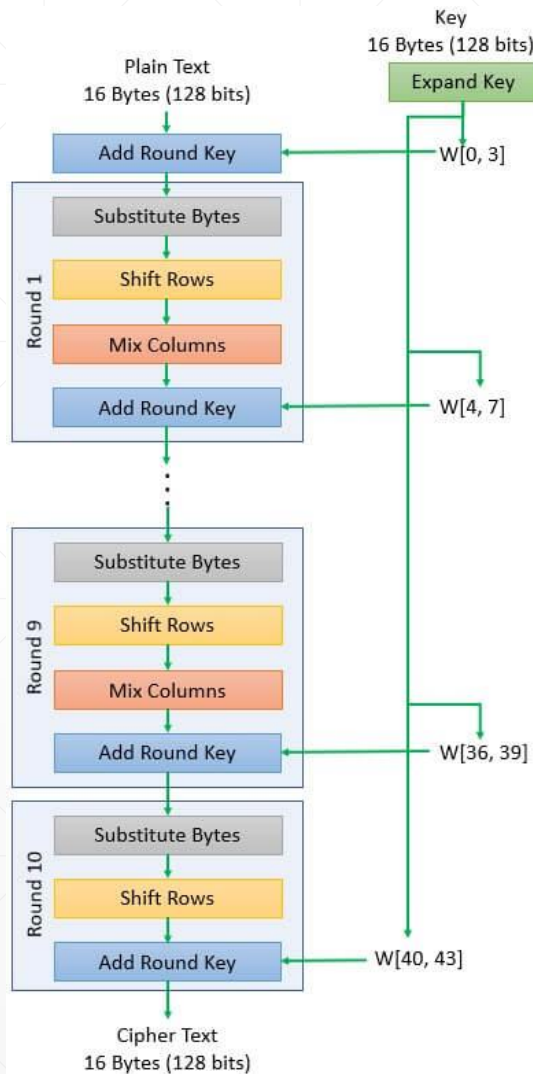 Key
16 Bytes (128 bits)
Expand Key
Plain Text
16 Bytes (128 bits)
Add Round Key
W[0, 3]
Round 1
Substitute Bytes
Shift Rows
Mix Columns
Add Round Key
W[4, 7]
Round 9
Substitute Bytes
Shift Rows
Mix Columns
Add Round Key
W[36, 39]
Round 10
Substitute Bytes
Shift Rows
Add Round Key
W[40, 43]
Cipher Text
16 Bytes (128 bits)